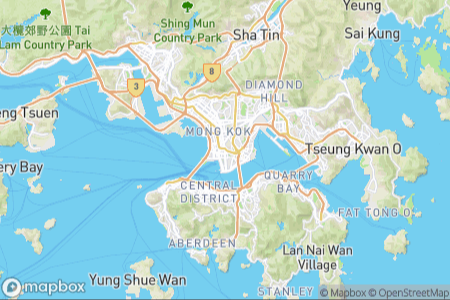 大欖郊野公園 Tai
Lam Country Park
Shing Mun
Country Park
Yeung
Sha Tin
Sai Kung
8
3
DIAMOND
HILL
eng Tsuen
MONG KOK
Tseung Kwan O
ery Bay
CENTRAL
DISTRICT
QUARRY
BAY
FAT TONG O
ABERDEEN
Lan Nai Wan
Village
Yung Shue Wan
STANLEY
mapbox
© Mapbox © OpenStreetMap